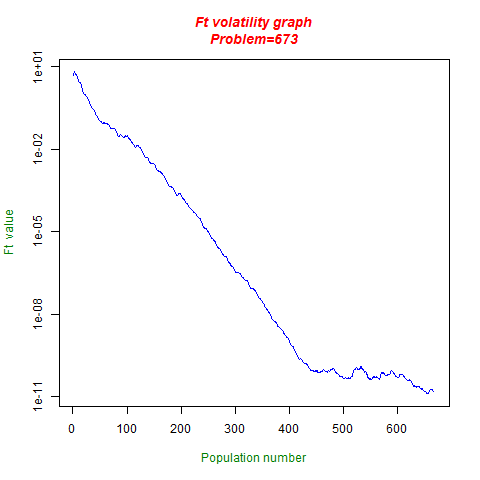 Ft volatility graph
Problem=673
1e+01
1e-02
1e-05
1e-08
1e-11
Ft value
0 100 200 300 400 500 600
Population number